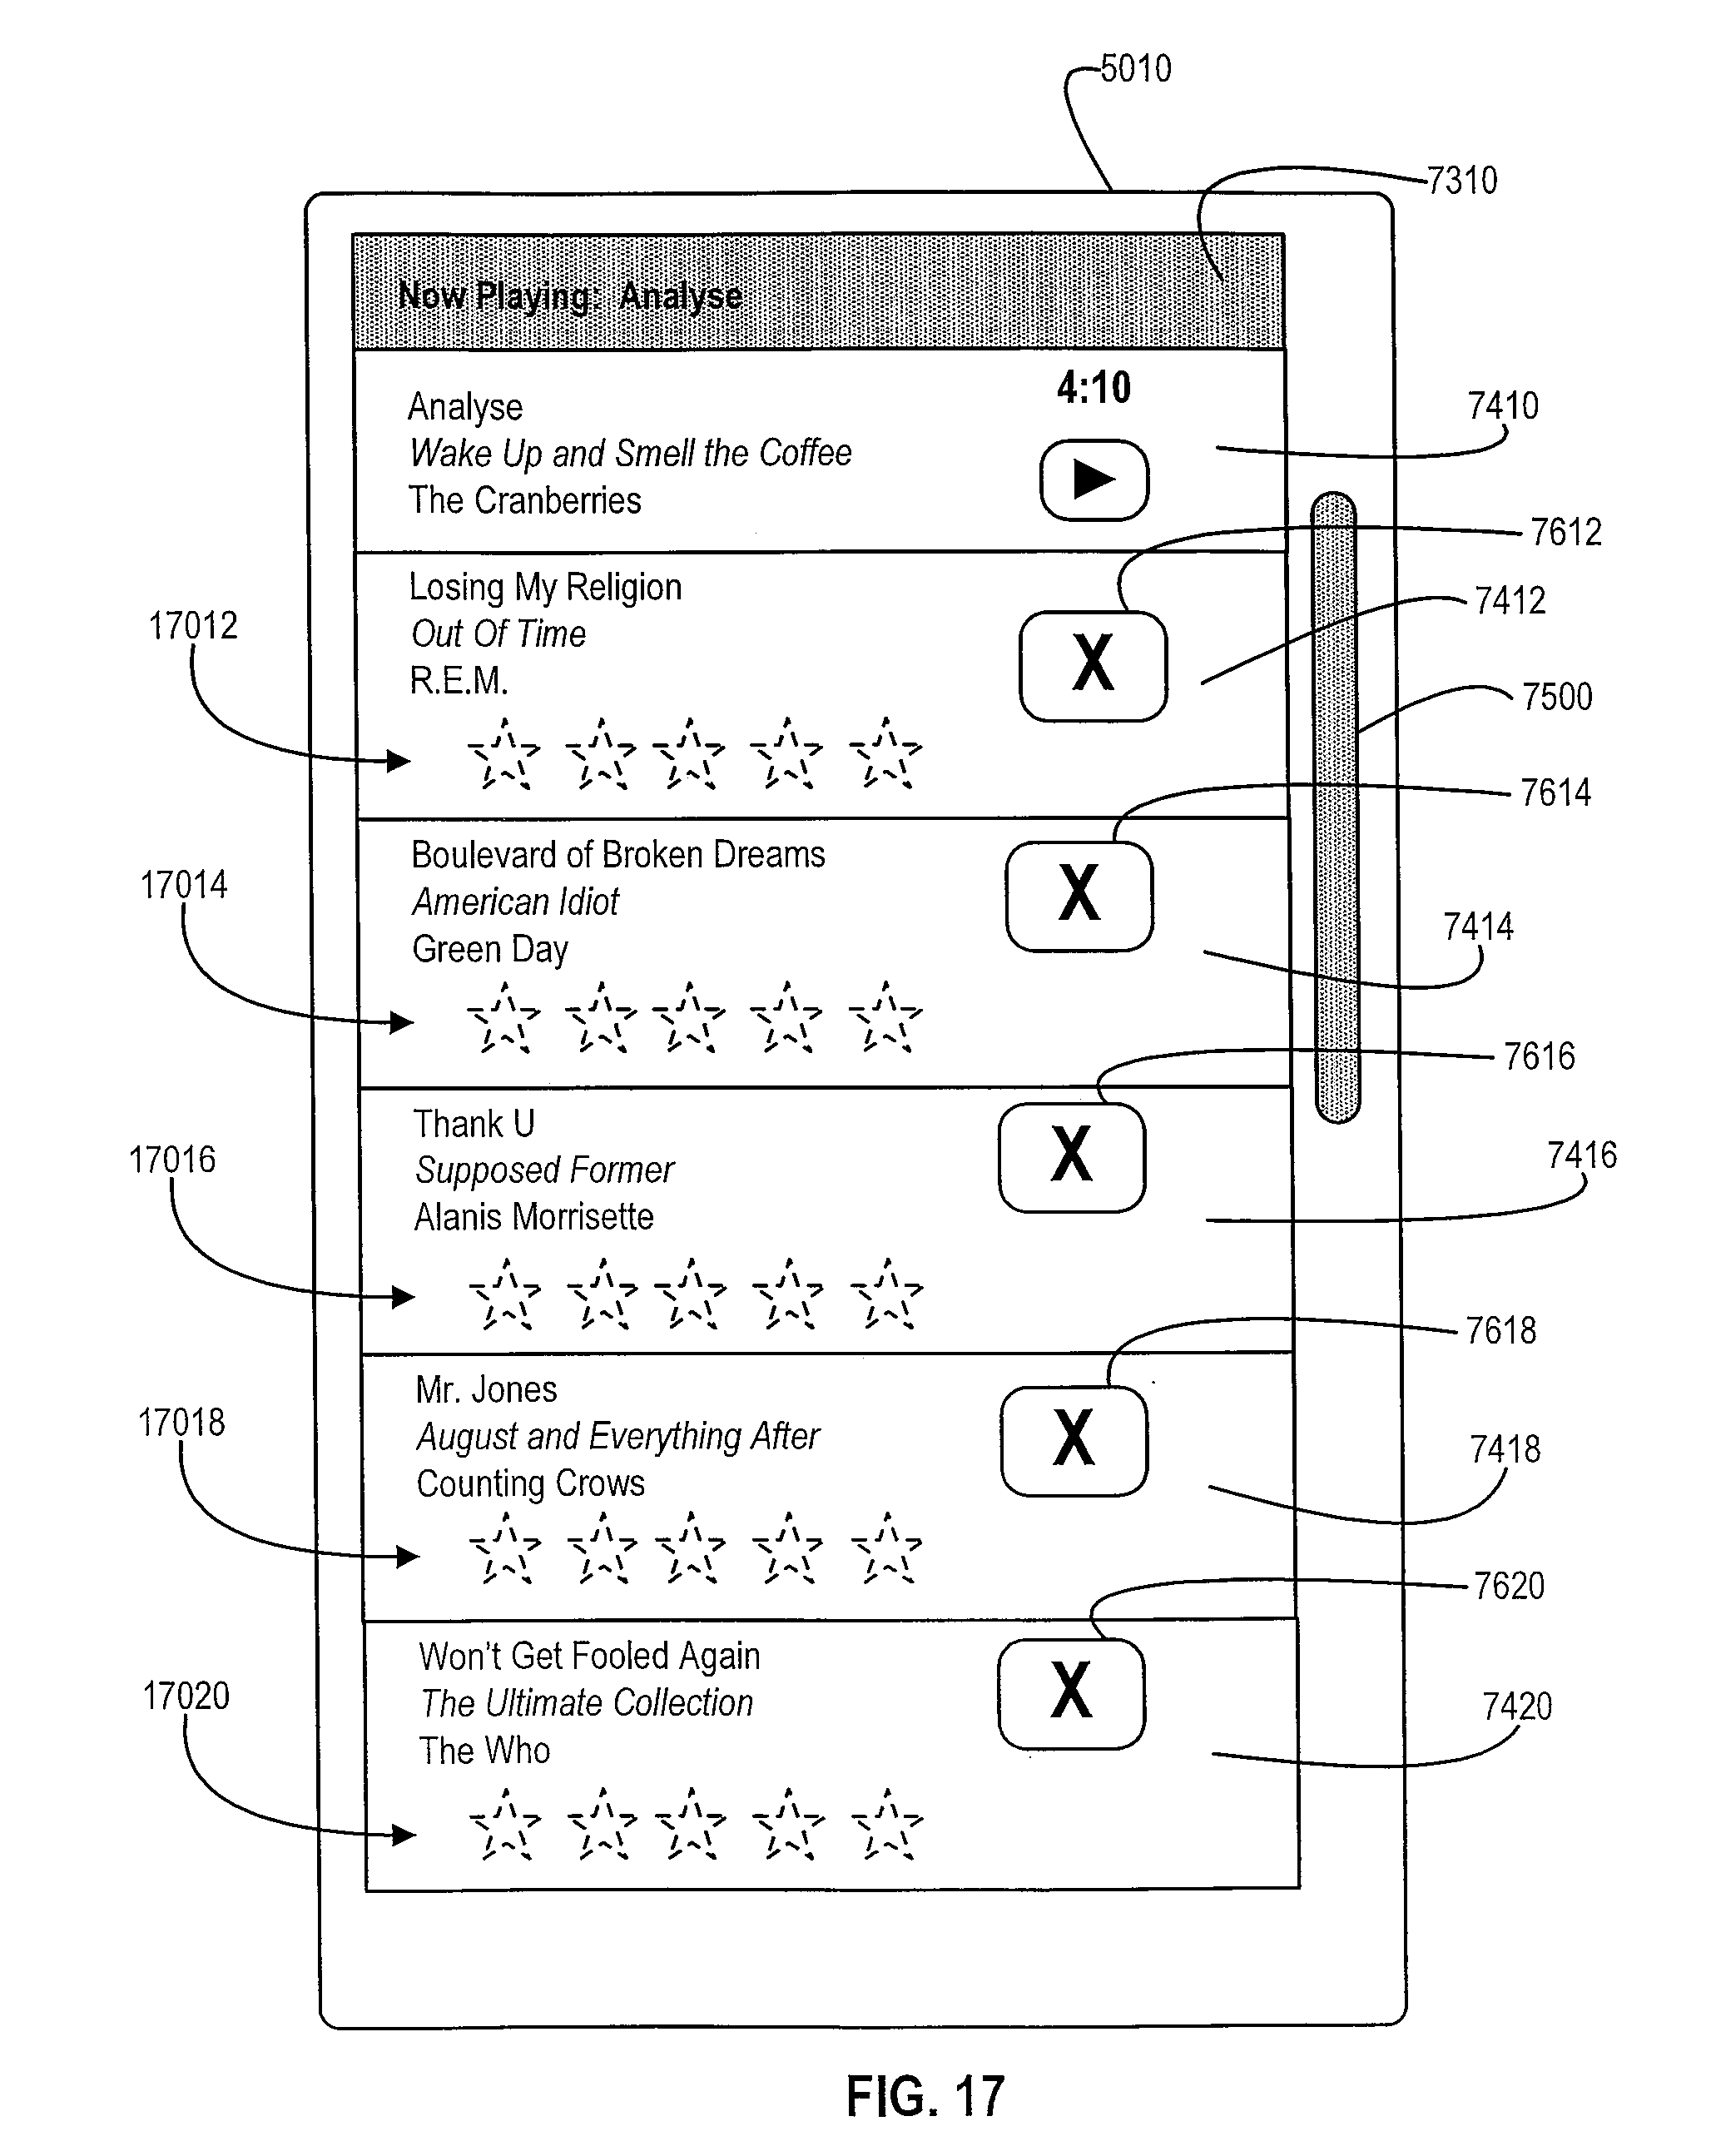 5010
7310
Now Playing: Analyse
4:10
Analyse
7410
Wake Up and Smell the Coffee
The Cranberries
7612
Losing My Religion
7412
17012
Out Of Time
X
R.E.M.
7500
7614
Boulevard of Broken Dreams
17014
American Idiot
X
7414
Green Day
7616
Thank U
17016
X
7416
Supposed Former
Alanis Morrisette
7618
Mr. Jones
17018
August and Everything After
X
7418
Counting Crows
7620
Won't Get Fooled Again
17020
The Ultimate Collection
X
7420
The Who
FIG. 17